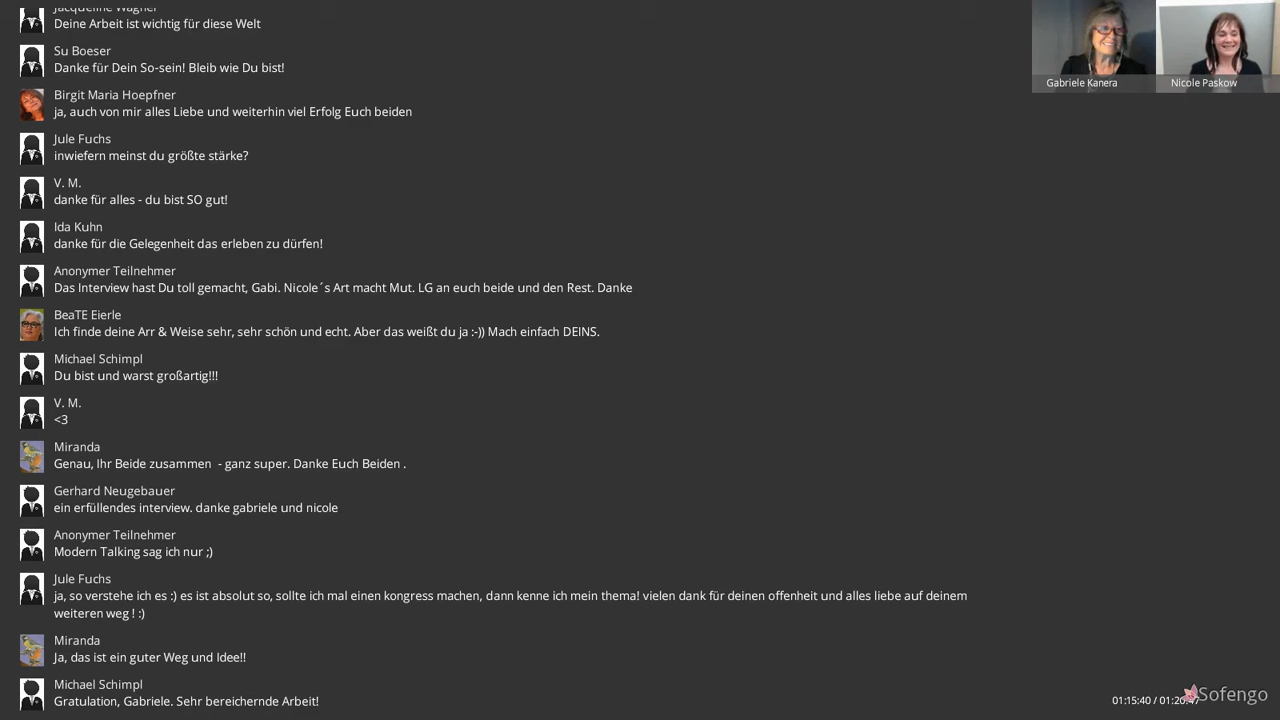 Jacqueline Wagner
Deine Arbeit ist wichtig für diese Welt
Su Boeser
Danke für Dein So-sein! Bleib wie Du bist!
Birgit Maria Hoepfner
ja, auch von mir alles Liebe und weiterhin viel Erfolg Euch beiden
Jule Fuchs
inwiefern meinst du größte stärke?
V. M.
danke für alles - du bist SO gut!
Ida Kuhn
danke für die Gelegenheit das erleben zu dürfen!
Anonymer Teilnehmer
Das Interview hast Du toll gemacht, Gabi. Nicole´s Art macht Mut. LG an euch beide und den Rest. Danke
BeaTE Eierle
Ich finde deine Arr & Weise sehr, sehr schön und echt. Aber das weißt du ja :-)) Mach einfach DEINS.
Michael Schimpl
Du bist und warst großartig!!!
V. M.
<3
Miranda
Genau, Ihr Beide zusammen  - ganz super. Danke Euch Beiden .
Gerhard Neugebauer
ein erfüllendes interview. danke gabriele und nicole
Anonymer Teilnehmer
Modern Talking sag ich nur ;)
Jule Fuchs
ja, so verstehe ich es :) es ist absolut so, sollte ich mal einen kongress machen, dann kenne ich mein thema! vielen dank für deinen offenheit und alles liebe auf deinem
weiteren weg ! :)
Miranda
Ja, das ist ein guter Weg und Idee!!
Michael Schimpl
Gratulation, Gabriele. Sehr bereichernde Arbeit!
Gabriele Kanera
Nicole Paskow
01:15:40 /
Sofengo